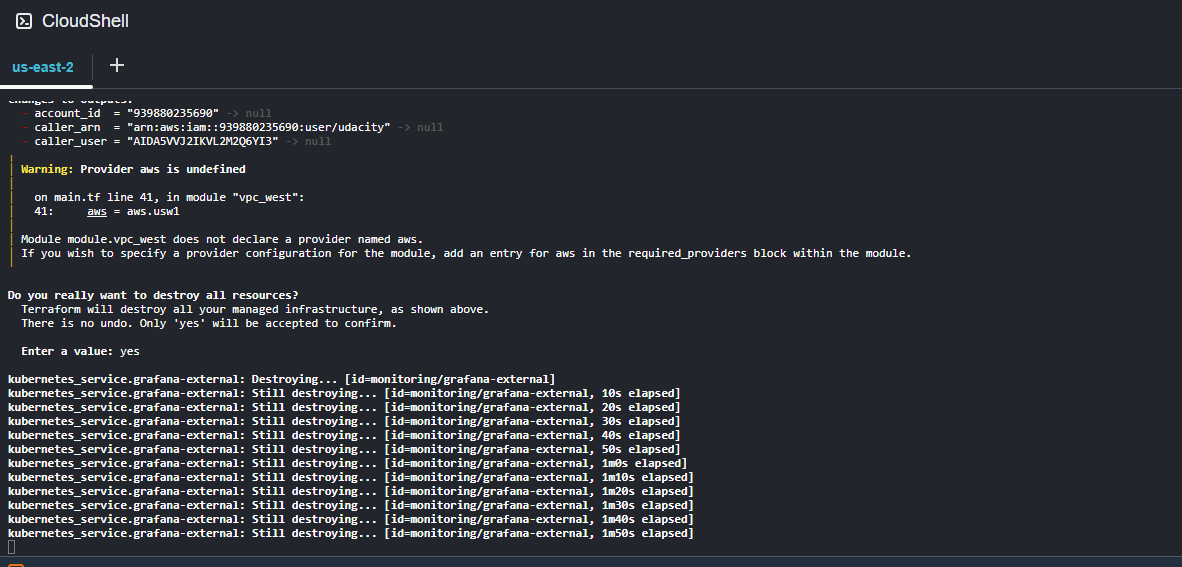 CloudShell
us-east-2 +
Changes to Outputs:
- account_id = "939880235690" -> null
- caller_arn = "arn:aws:iam::939880235690:user/udacity" -> null
- caller_user = "AIDA5VVJ2IKVL2M2Q6YI3" -> null
Warning: Provider aws is undefined
on main.tf line 41, in module "vpc_west":
41: aws = aws.usw1
Module module.vpc_west does not declare a provider named aws.
If you wish to specify a provider configuration for the module, add an entry for aws in the required_providers block within the module.
Do you really want to destroy all resources?
Terraform will destroy all your managed infrastructure, as shown above.
There is no undo. Only 'yes' will be accepted to confirm.
Enter a value: yes
kubernetes_service.grafana-external: Destroying... [id=monitoring/grafana-external]
kubernetes_service.grafana-external: Still destroying... [id=monitoring/grafana-external, 10s elapsed]
kubernetes_service.grafana-external: Still destroying... [id=monitoring/grafana-external, 20s elapsed]
kubernetes_service.grafana-external: Still destroying... [id=monitoring/grafana-external, 30s elapsed]
kubernetes_service.grafana-external: Still destroying... [id=monitoring/grafana-external, 40s elapsed]
kubernetes_service.grafana-external: Still destroying... [id=monitoring/grafana-external, 50s elapsed]
kubernetes_service.grafana-external: Still destroying... [id=monitoring/grafana-external, 1m0s elapsed]
kubernetes_service.grafana-external: Still destroying... [id=monitoring/grafana-external, 1m10s elapsed]
kubernetes_service.grafana-external: Still destroying... [id=monitoring/grafana-external, 1m20s elapsed]
kubernetes_service.grafana-external: Still destroying... [id=monitoring/grafana-external, 1m30s elapsed]
kubernetes_service.grafana-external: Still destroying... [id=monitoring/grafana-external, 1m40s elapsed]
kubernetes_service.grafana-external: Still destroying... [id=monitoring/grafana-external, 1m50s elapsed]